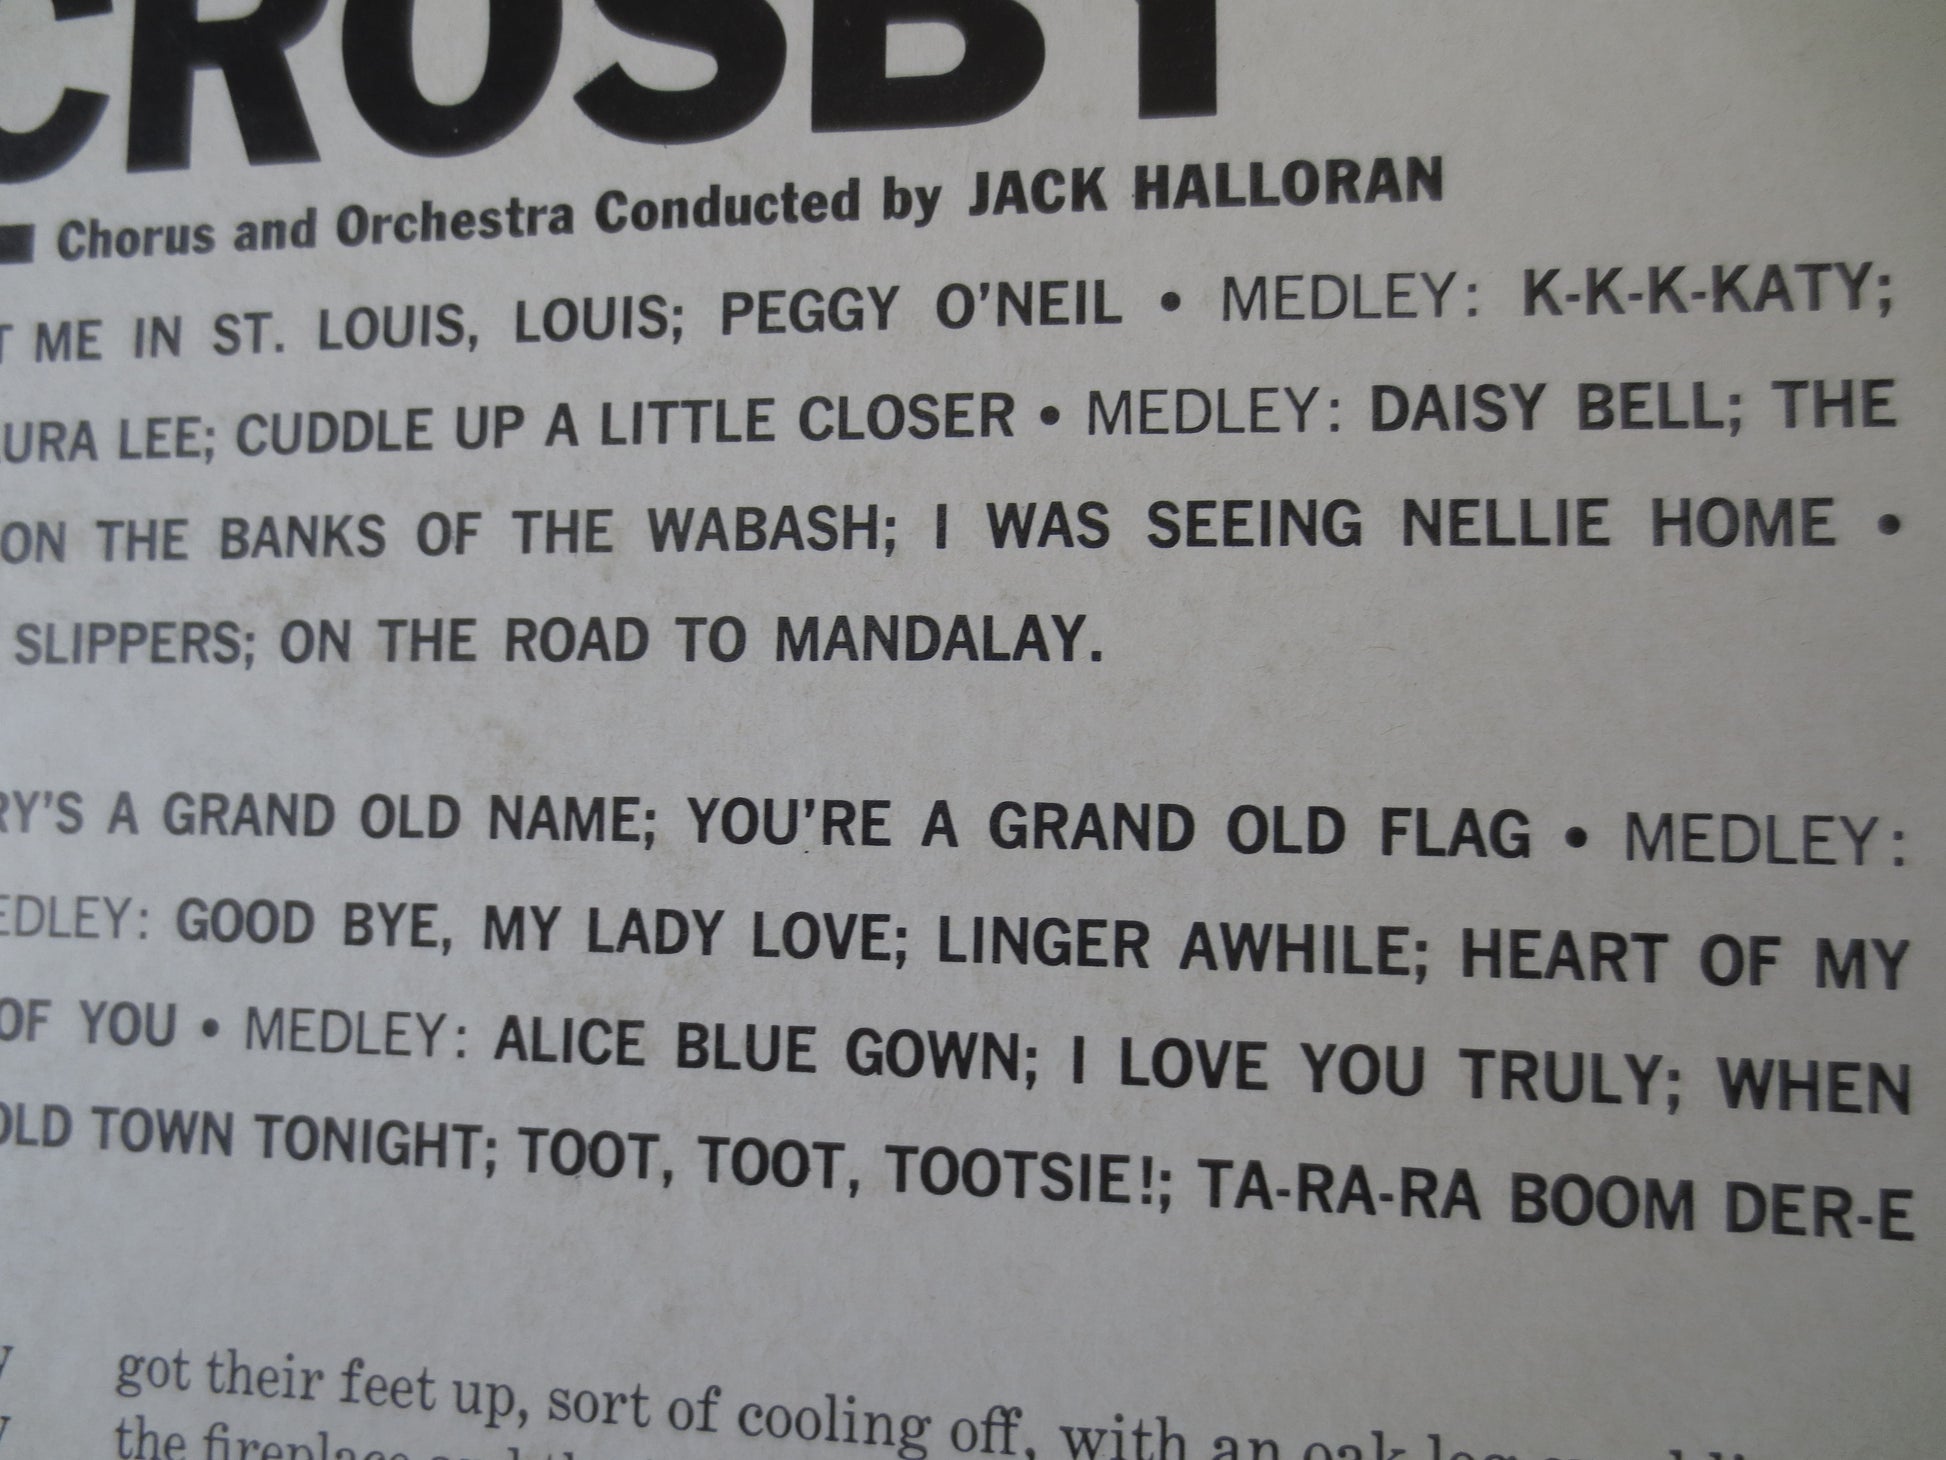 CROSBY
Chorus and Orchestra Conducted by JACK HALLORAN
ME IN ST. LOUIS, LOUIS; PEGGY O'NEIL • MEDLEY: K-K-K-KATY;
URA LEE; CUDDLE UP A LITTLE CLOSER • MEDLEY: DAISY BELL; THE
ON THE BANKS OF THE WABASH; I WAS SEEING NELLIE HOME •
SLIPPERS; ON THE ROAD TO MANDALAY.
RY'S A GRAND OLD NAME; YOU'RE A GRAND OLD FLAG • MEDLEY:
EDLEY: GOOD BYE, MY LADY LOVE; LINGER AWHILE; HEART OF MY
OF YOU • MEDLEY: ALICE BLUE GOWN; I LOVE YOU TRULY; WHEN
OLD TOWN TONIGHT; TOOT, TOOT, TOOTSIE!; TA-RA-RA BOOM DER-E
got their feet up, sort of cooling off, with an oak log
the fireplace